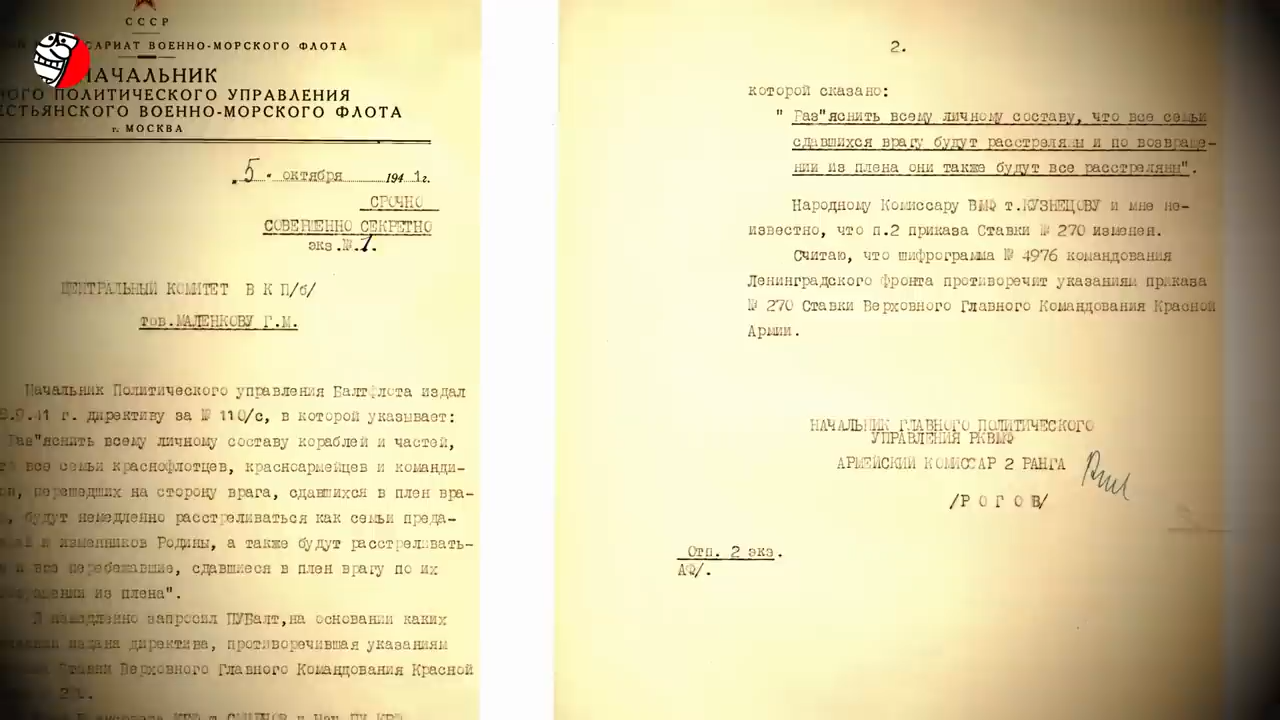 СССР
САРИАТ ВОЕННО-МОРСКОГО ФЛОТА
НАЧАЛЬНИК
ОГО ПОЛИТИЧЕСКОГО УПРАВЛЕНИЯ
ЕСТЬЯНСКОГО ВОЕННО-МОРСКОГО ФЛОТА
г. МОСКВА
5 октября 1941г.
СРОЧНО
СОВЕРШЕННО СЕКРЕТНО
экз.№.1.
ЦЕНТРАЛЬНЫЙ КОМИТЕТ В К П/б/
тов.МАЛЕНКОВУ Г.М.
Начальник Политического управления Балтфлота издал
.9.41 г. директиву за № 110/с, в которой указывает:
Раз"яснить всему личному составу кораблей и частей,
все семьи краснофлотцев, красноармейцев и команди-
перешедших на сторону врага, сдавшихся в плен вра-
будут немедленно расстреливаться как семьи преда-
и изменников Родины, а также будут расстреливать-
и все перебежавшие, сдавшиеся в плен врагу по их
из плена".
Я немедленно запросил ПУБалт,на основании каких
издана директива, противоречившая указаниям
Ставки Верховного Главного Командования Красной
2.
которой сказано:
" Раз"яснить всему личному составу, что все семьи
сдавшихся врагу будут расстреляны и по возвраще-
нии из плена они также будут все расстреляны".
Народному Комиссару ВМФ т.КУЗНЕЦОВУ и мне не-
известно, что п.2 приказа Ставки № 270 изменен.
Считаю, что шифрограмма № 4976 командования
Ленинградского фронта противоречит указаниям приказа
№ 270 Ставки Верховного Главного Командования Красной
Армии.
НАЧАЛЬНИК ГЛАВНОГО ПОЛИТИЧЕСКОГО
УПРАВЛЕНИЯ РКВМФ
АРМЕЙСКИЙ КОМИССАР 2 РАНГА
/Р О Г О В/
Отп. 2 экз.
АФ/.